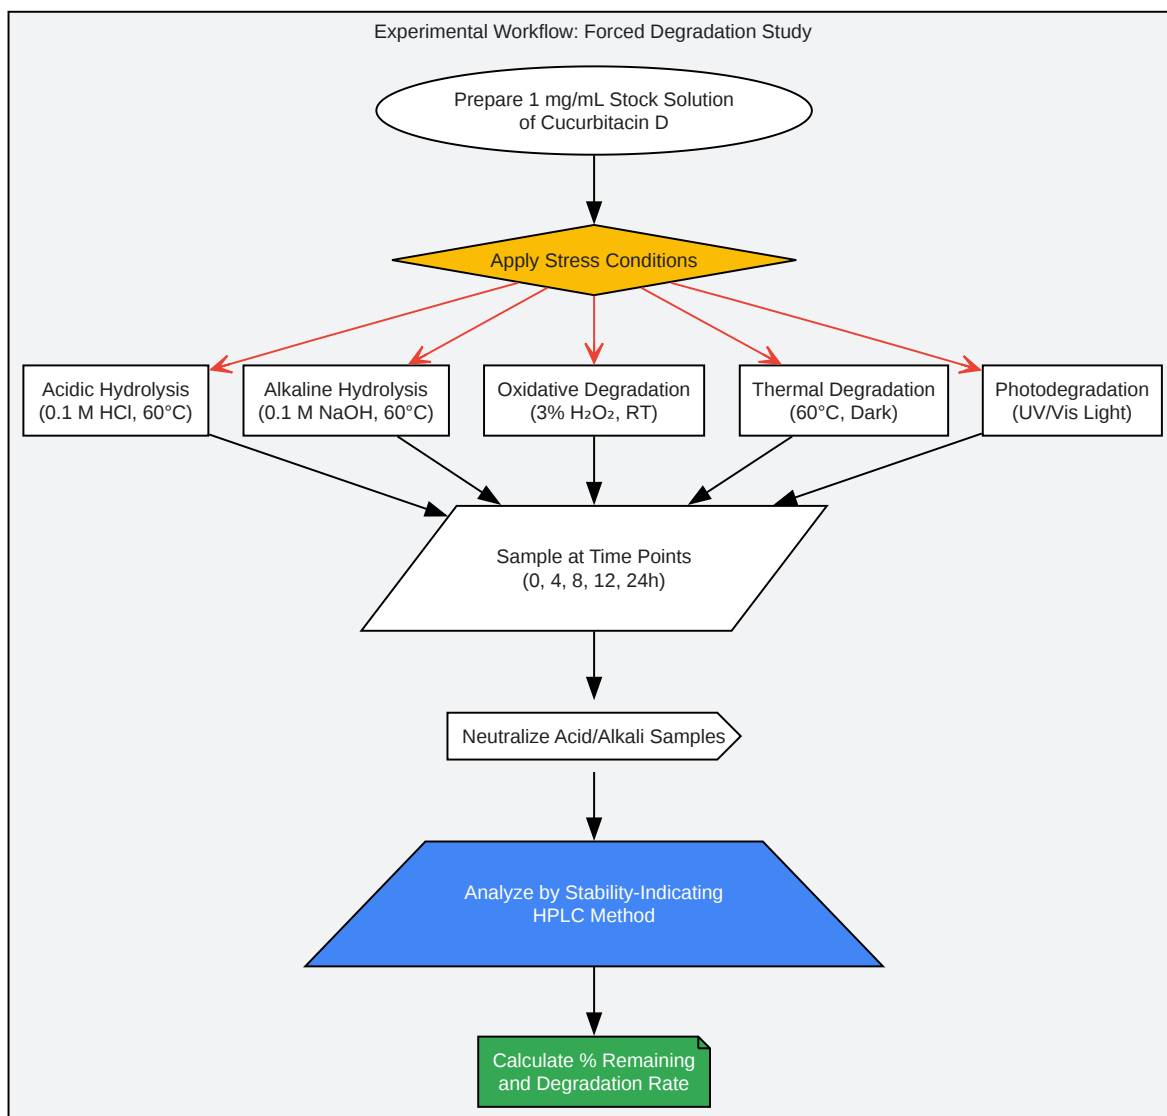 Experimental Workflow: Forced Degradation Study
Prepare 1 mg/mL Stock Solution
of Cucurbitacin D
Apply Stress Conditions
Acidic Hydrolysis
(0.1 M HCl, 60°C)
Alkaline Hydrolysis
(0.1 M NaOH, 60°C)
Oxidative Degradation
(3% H₂O₂, RT)
Thermal Degradation
(60°C, Dark)
Photodegradation
(UV/Vis Light)
Sample at Time Points
(0, 4, 8, 12, 24h)
Neutralize Acid/Alkali Samples
Analyze by Stability-Indicating
HPLC Method
Calculate % Remaining
and Degradation Rate